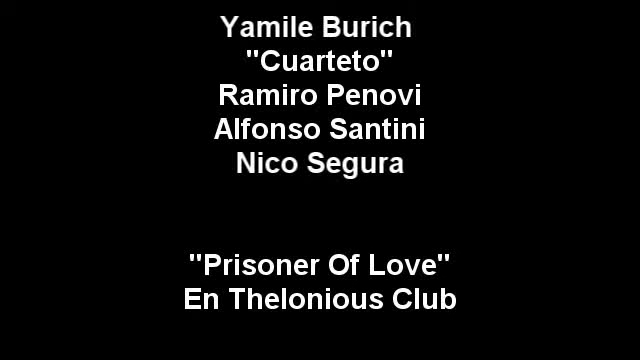 Yamile Burich
"Cuarteto"
Ramiro Penovi
Alfonso Santini
Nico Segura
"Prisoner Of Love"
En Thelonious Club